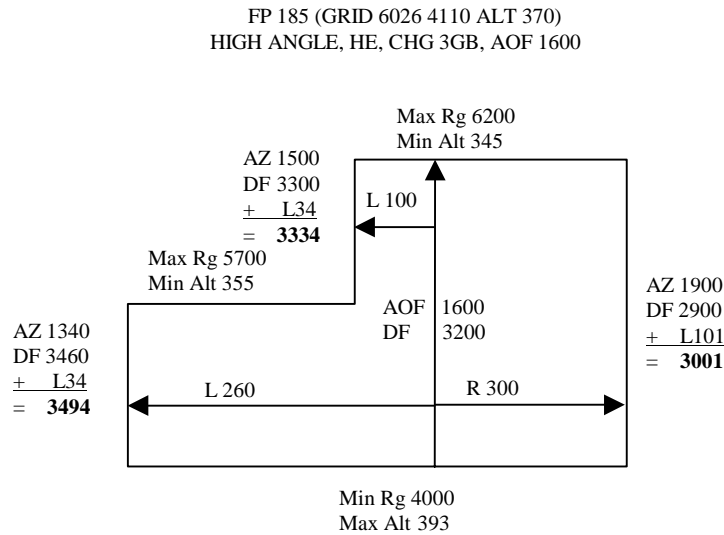 FP 185 (GRID 6026 4110 ALT 370)
HIGH ANGLE, HE, CHG 3GB, AOF 1600
Max Rg 6200
Min Alt 345
AZ 1500
DF 3300
+ L34
= 3334
L 100
Max Rg 5700
Min Alt 355
AOF 1600
DF 3200
AZ 1900
DF 2900
+ L101
= 3001
AZ 1340
DF 3460
+ L34
= 3494
L 260
R 300
Min Rg 4000
Max Alt 393